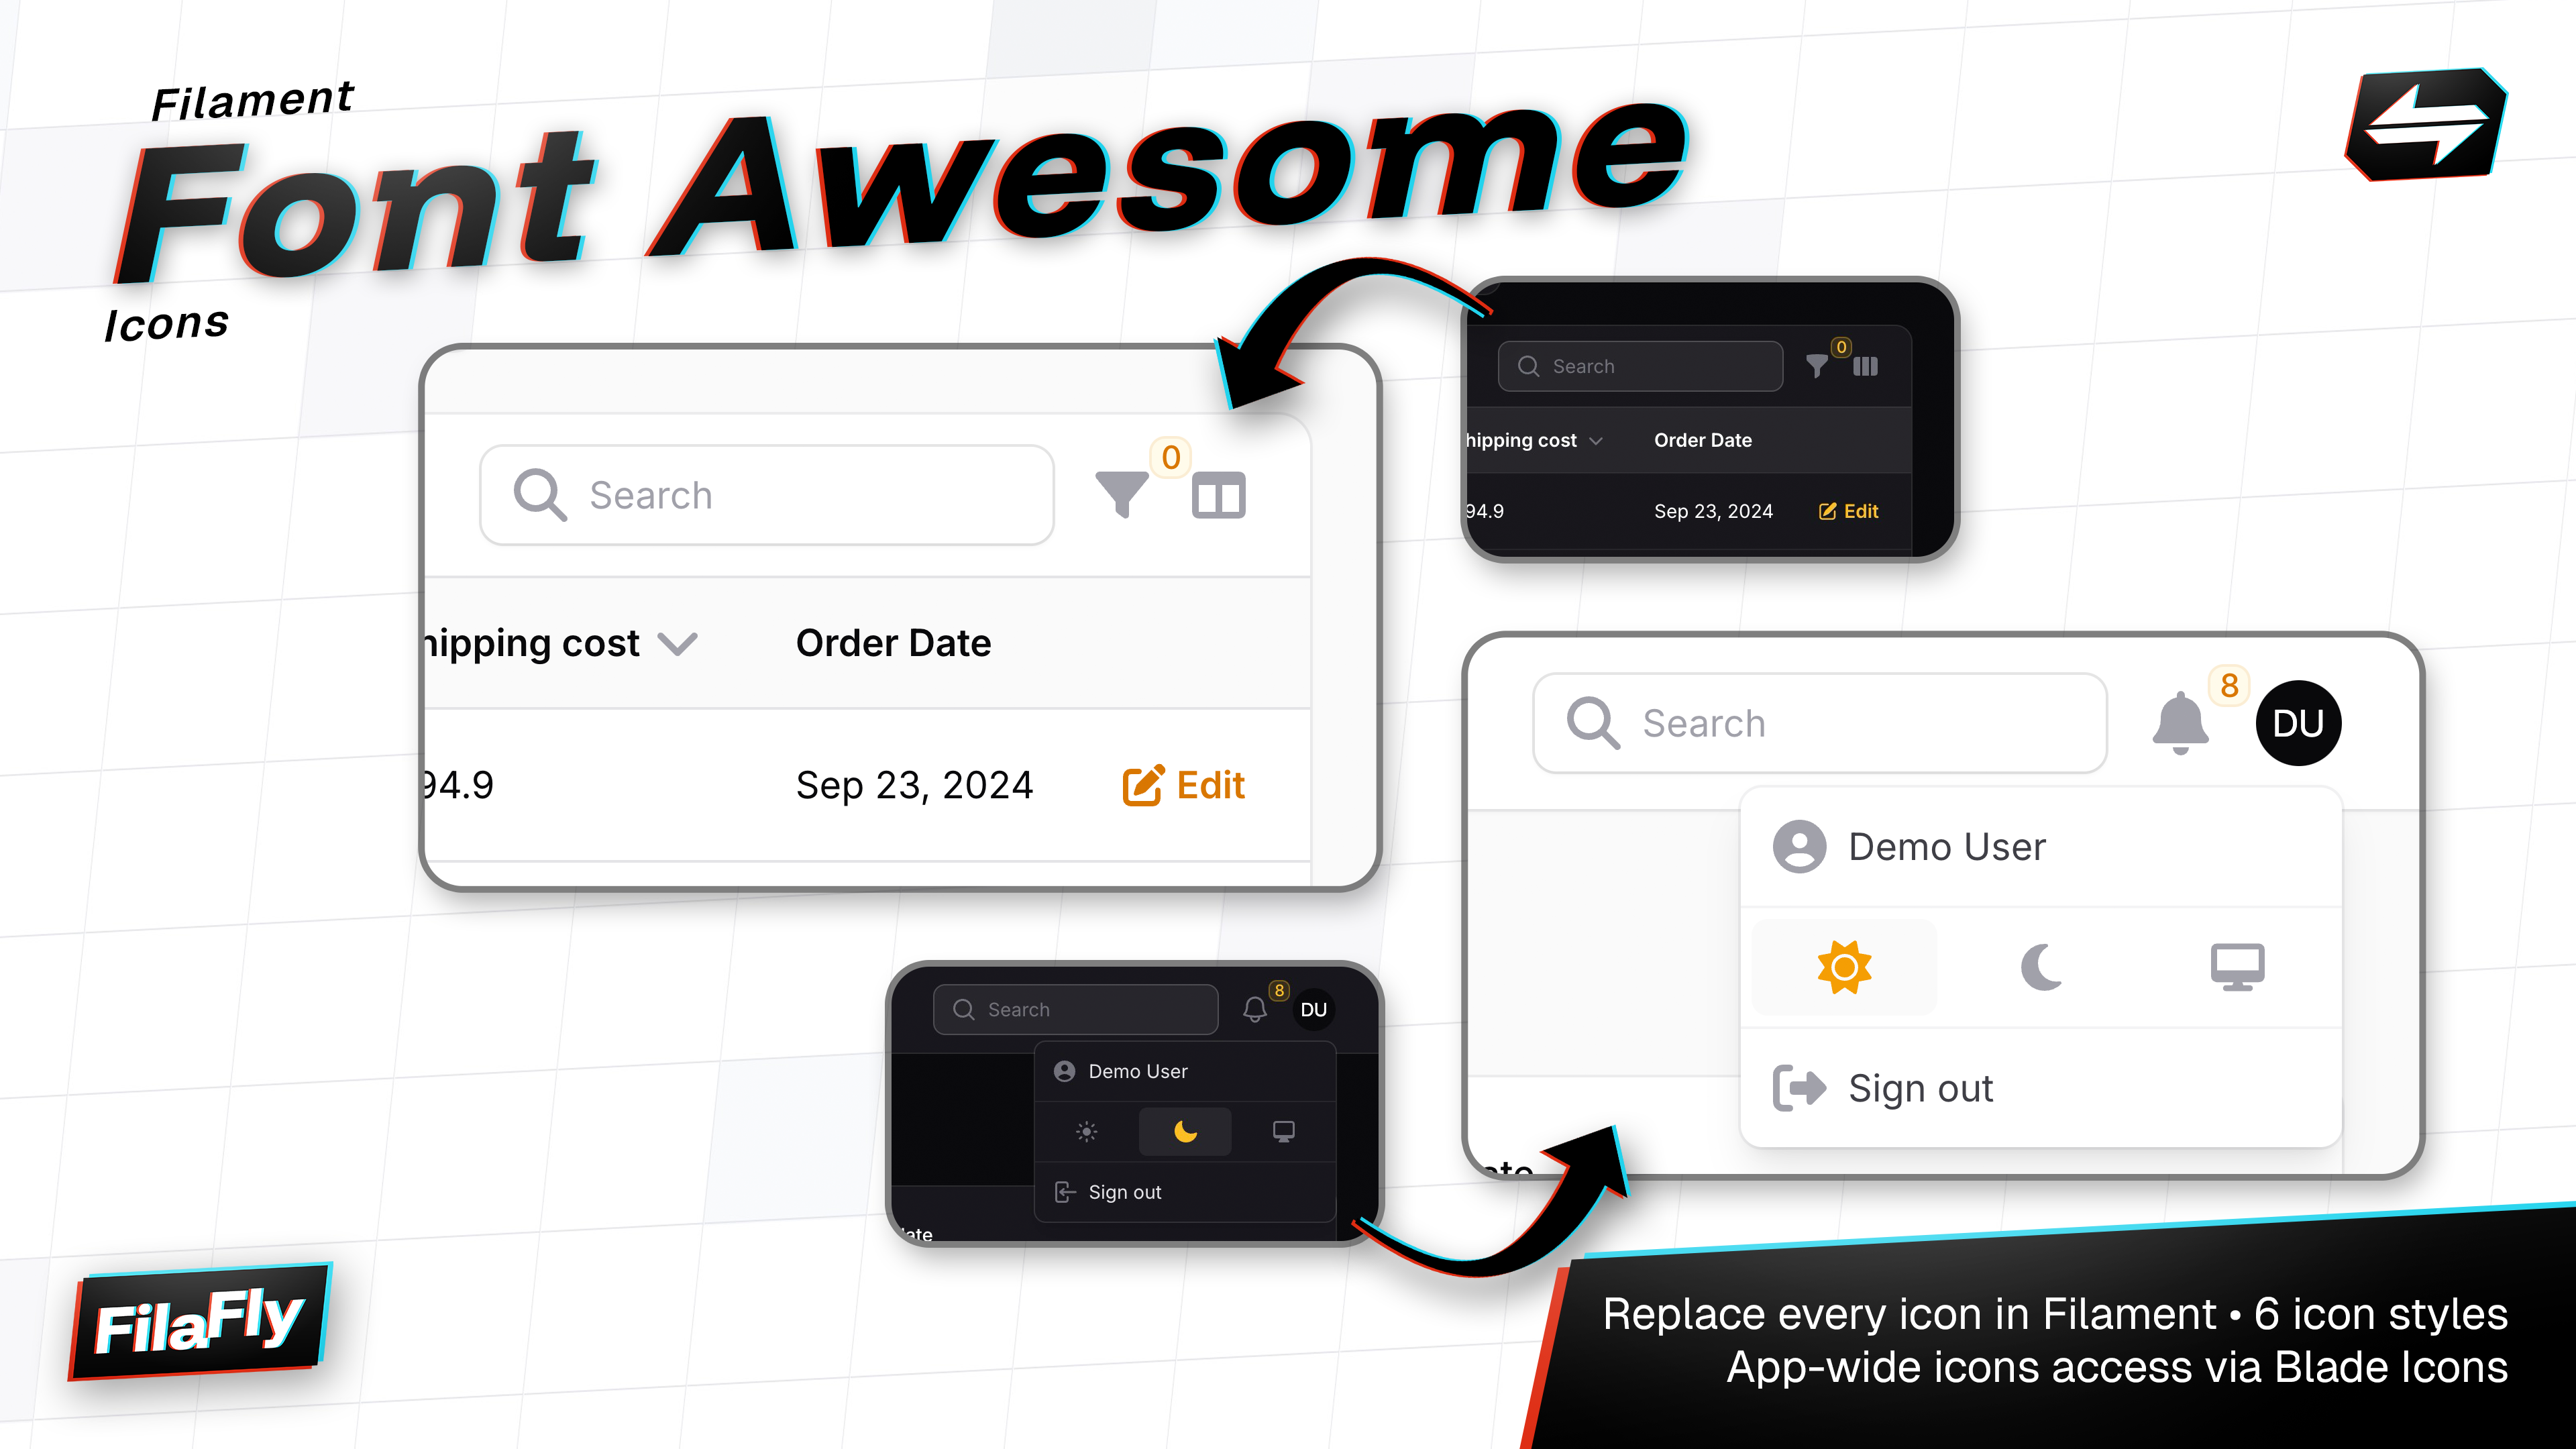 Filament
Font Awesome
Icons
Search
0
hipping cost
Order Date
94.9
Sep 23, 2024
Edit
Search
0
hipping cost
Order Date
94.9
Sep 23, 2024
Edit
Search
8
DU
Demo User
Sign out
ate
Search
8
DU
Demo User
Sign out
ate
FilaFly
Replace every icon in Filament • 6 icon styles
App-wide icons access via Blade Icons